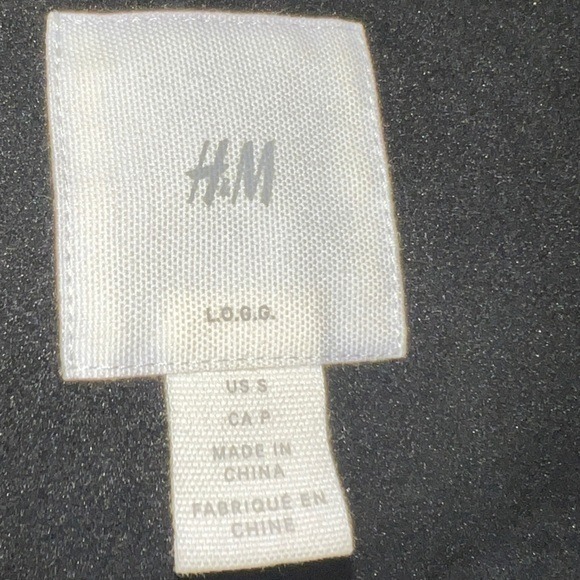 H&M
L.O.G.G.
US S
CA P
MADE IN
CHINA
FABRIQUÉ EN
CHINE